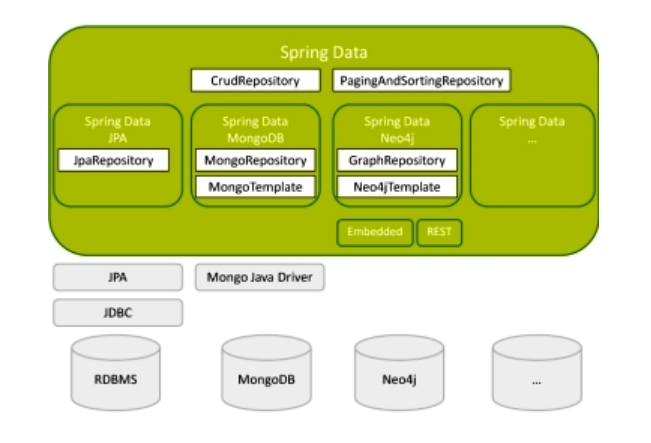 Spring Data
CrudRepository
PagingAndSortingRepository
Spring Data
JPA
JpaRepository
Spring Data
MongoDB
MongoRepository
MongoTemplate
Spring Data
Neo4j
GraphRepository
Neo4jTemplate
Spring Data
...
Embedded
REST
JPA
Mongo Java Driver
JDBC
RDBMS
MongoDB
Neo4j
...